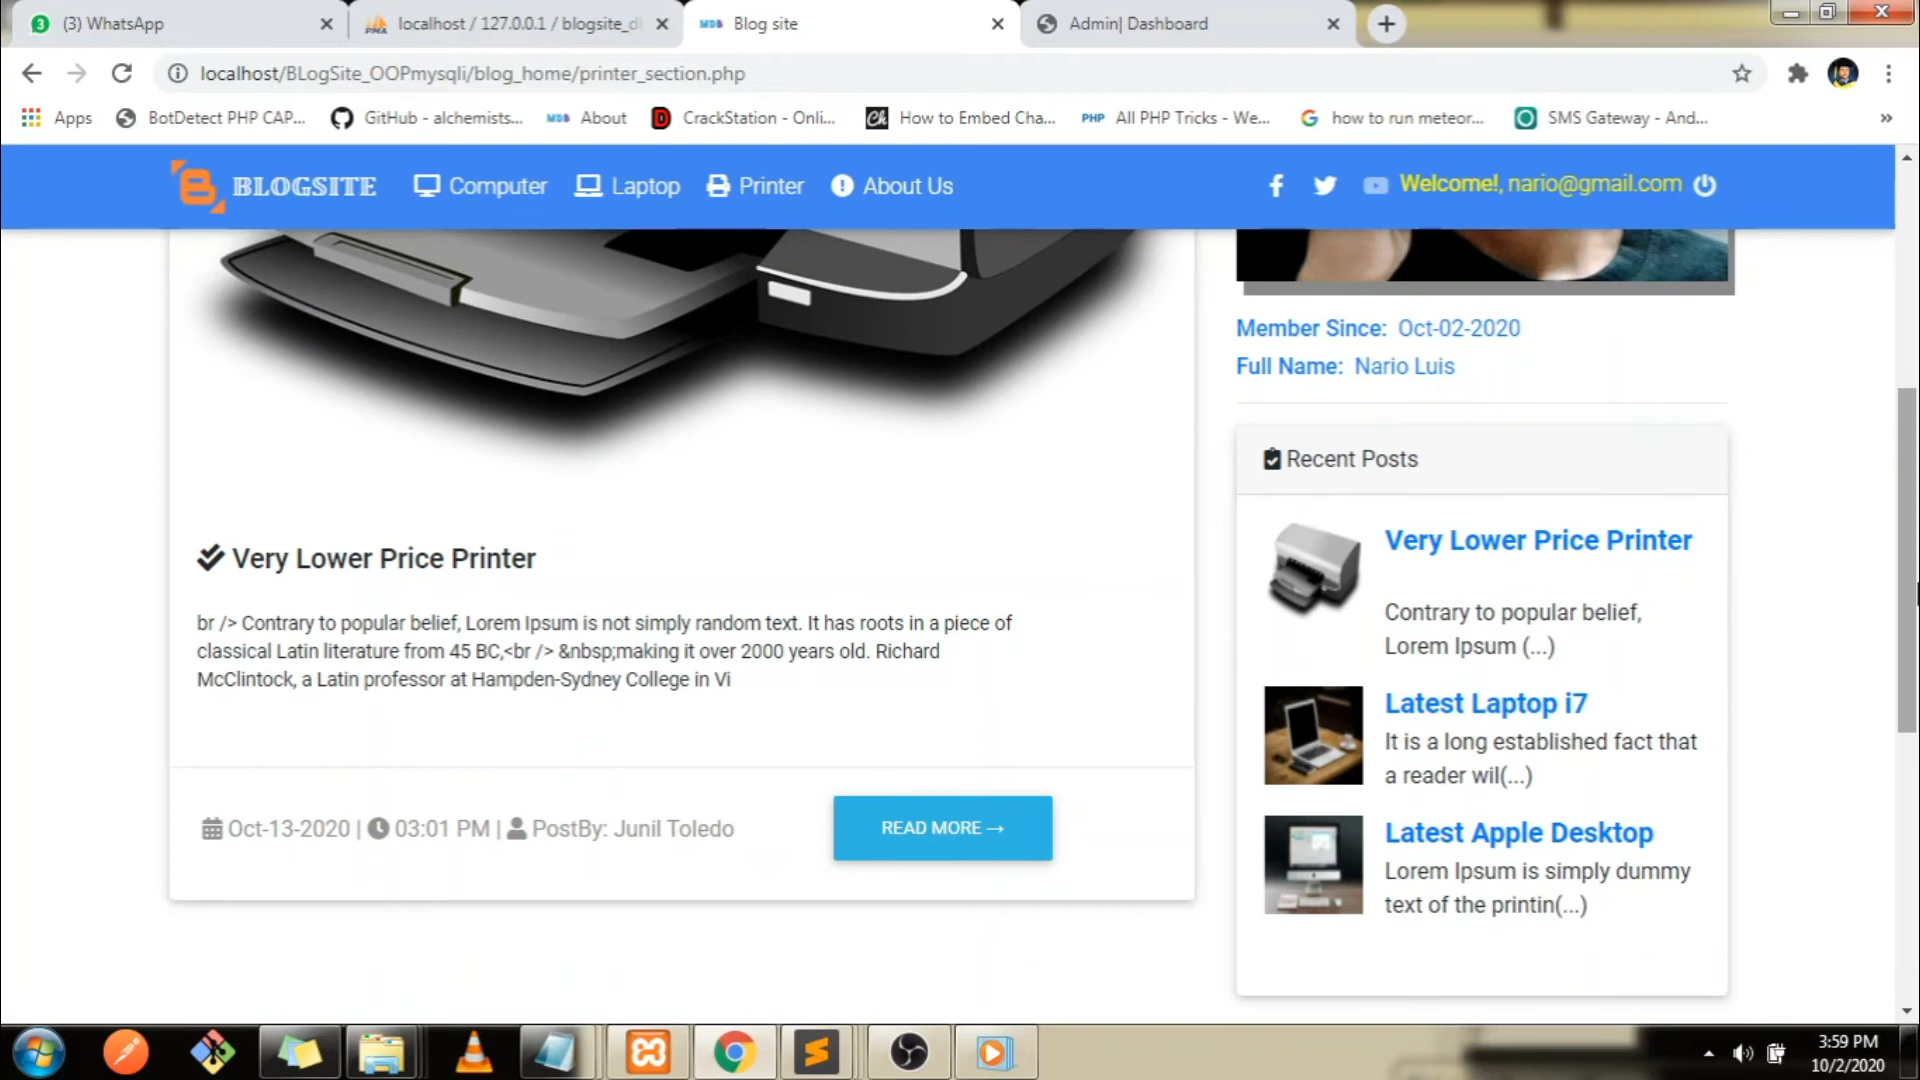 (3) WhatsApp
localhost / 127.0.0.1 / blogsite_d
Blog site
Admin| Dashboard
localhost/BLogSite_OOPmysqli/blog_home/printer_section.php
Apps
BotDetect PHP CAP...
GitHub - alchemists...
MDB About
CrackStation - Onli...
How to Embed Cha...
PHP All PHP Tricks - We...
how to run meteor...
SMS Gateway - And...
»
BLOGSITE
Computer
Laptop
Printer
About Us
Welcome!, nario@gmail.com
Member Since: Oct-02-2020
Full Name: Nario Luis
Very Lower Price Printer
br /> Contrary to popular belief, Lorem Ipsum is not simply random text. It has roots in a piece of
classical Latin literature from 45 BC,<br /> &nbsp;making it over 2000 years old. Richard
McClintock, a Latin professor at Hampden-Sydney College in Vi
Oct-13-2020 | 03:01 PM | PostBy: Junil Toledo
READ MORE →
Recent Posts
Very Lower Price Printer
Contrary to popular belief,
Lorem Ipsum (...)
Latest Laptop i7
It is a long established fact that
a reader wil(...)
Latest Apple Desktop
Lorem Ipsum is simply dummy
text of the printin(...)
3:59 PM
10/2/2020